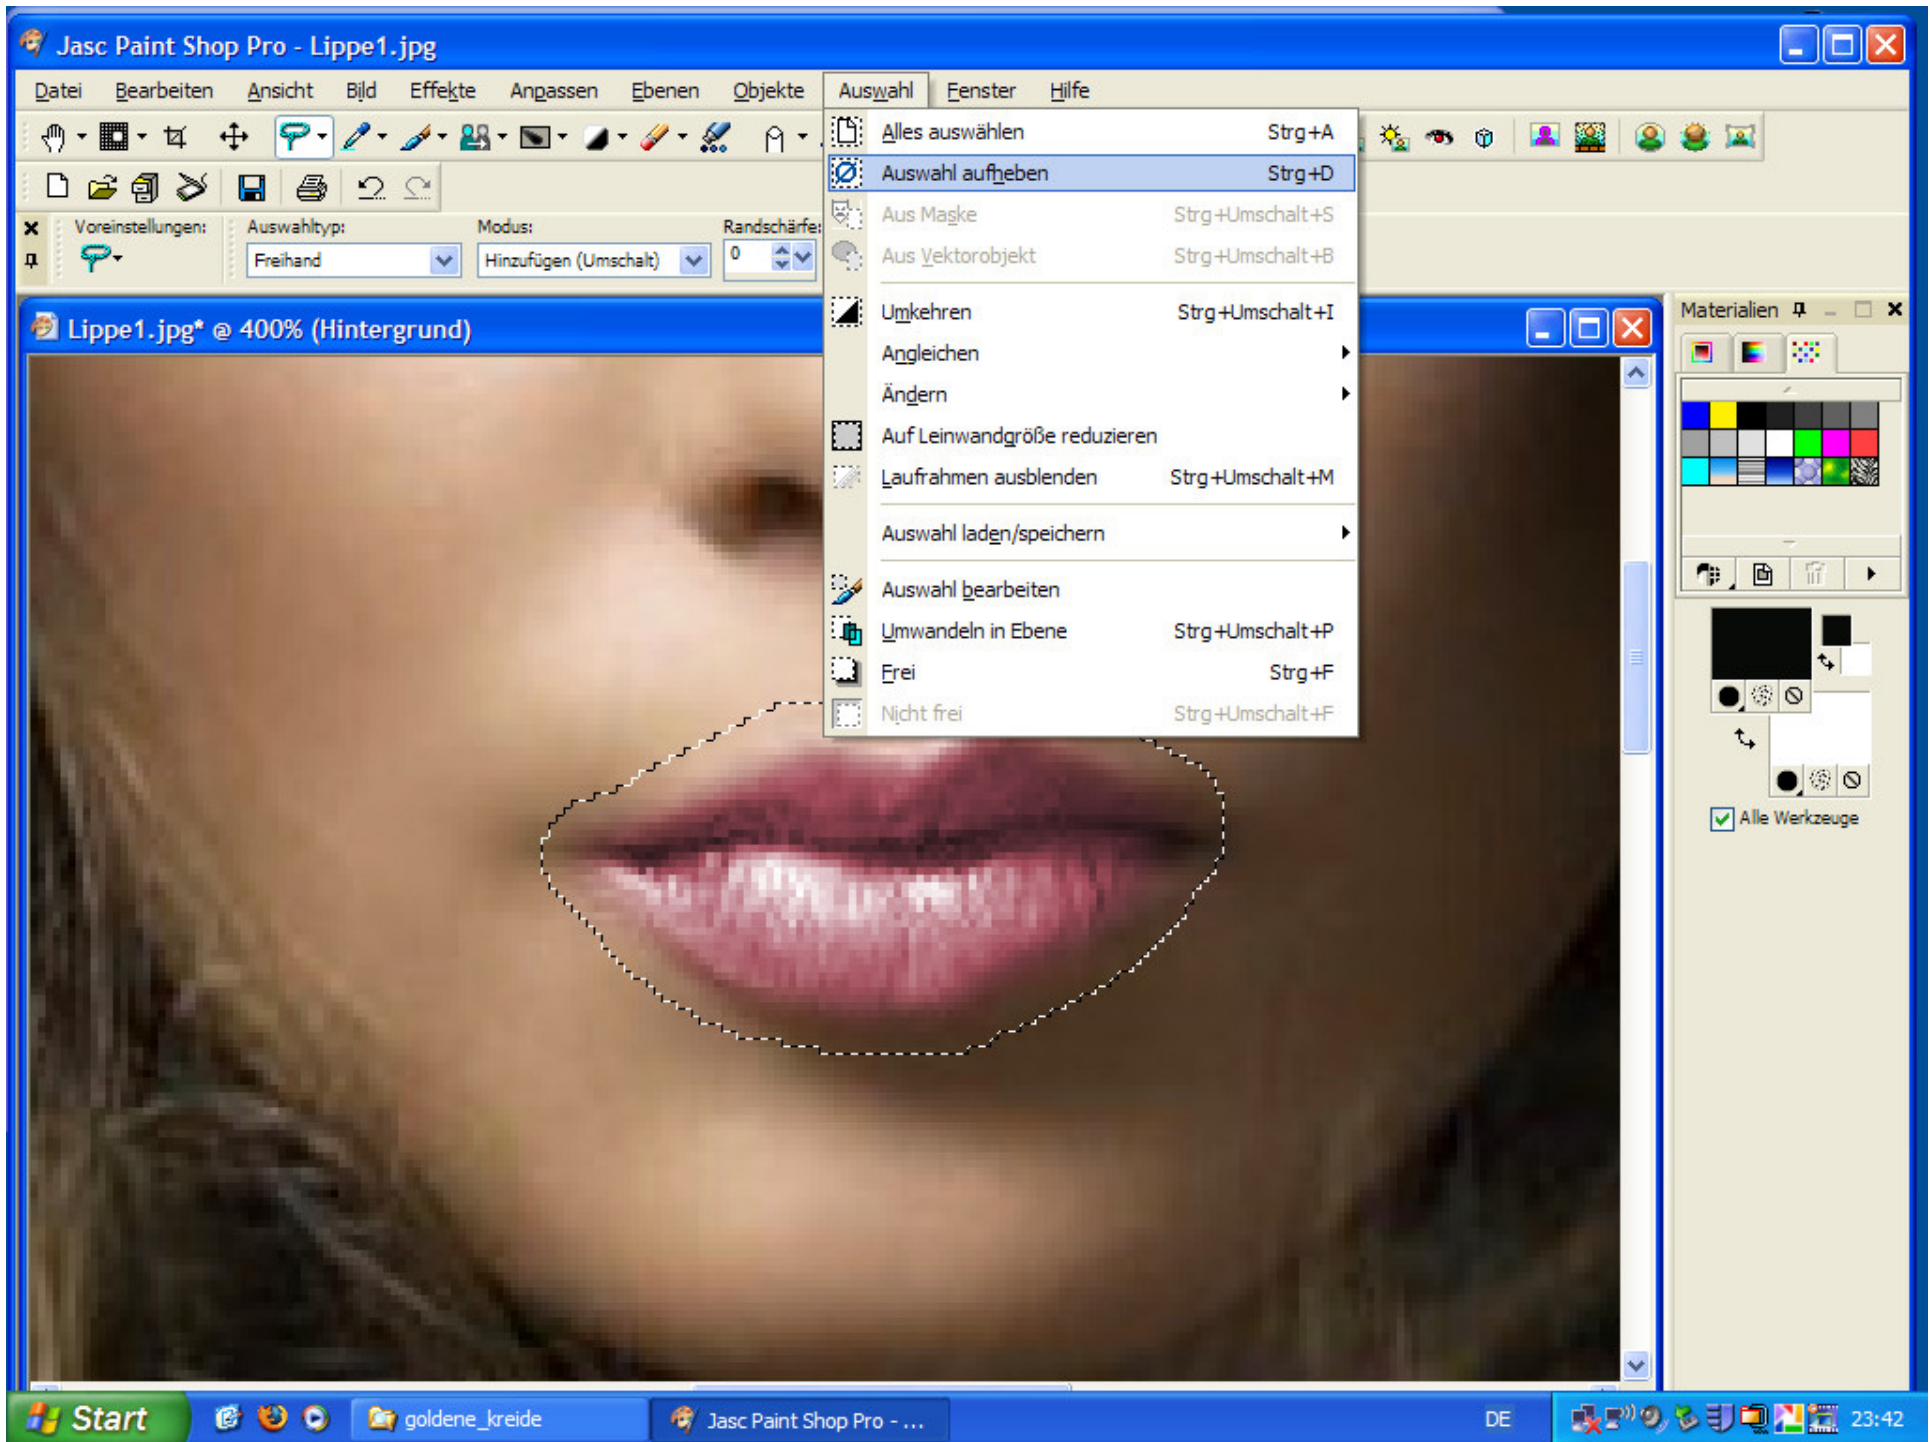 Jasc Paint Shop Pro - Lippe1.jpg
Datei Bearbeiten Ansicht Bild Effekte Anpassen Ebenen Objekte Auswahl Fenster Hilfe
Alles auswählen Strg+A
Auswahl aufheben Strg+D
Aus Maske Strg+Umschalt+S
Aus Vektorobjekt Strg+Umschalt+B
Umkehren Strg+Umschalt+I
Angleichen
Ändern
Auf Leinwandgröße reduzieren
Laufrahmen ausblenden Strg+Umschalt+M
Auswahl laden/speichern
Auswahl bearbeiten
Umwandeln in Ebene Strg+Umschalt+P
Frei Strg+F
Nicht frei Strg+Umschalt+F
Voreinstellungen: Auswahltyp: Modus: Randschärfe:
Freihand Hinzufügen (Umschalt) 0
Lippe1.jpg* @ 400% (Hintergrund)
Materialien
Alle Werkzeuge
Start goldene_kreide Jasc Paint Shop Pro - ... DE 23:42